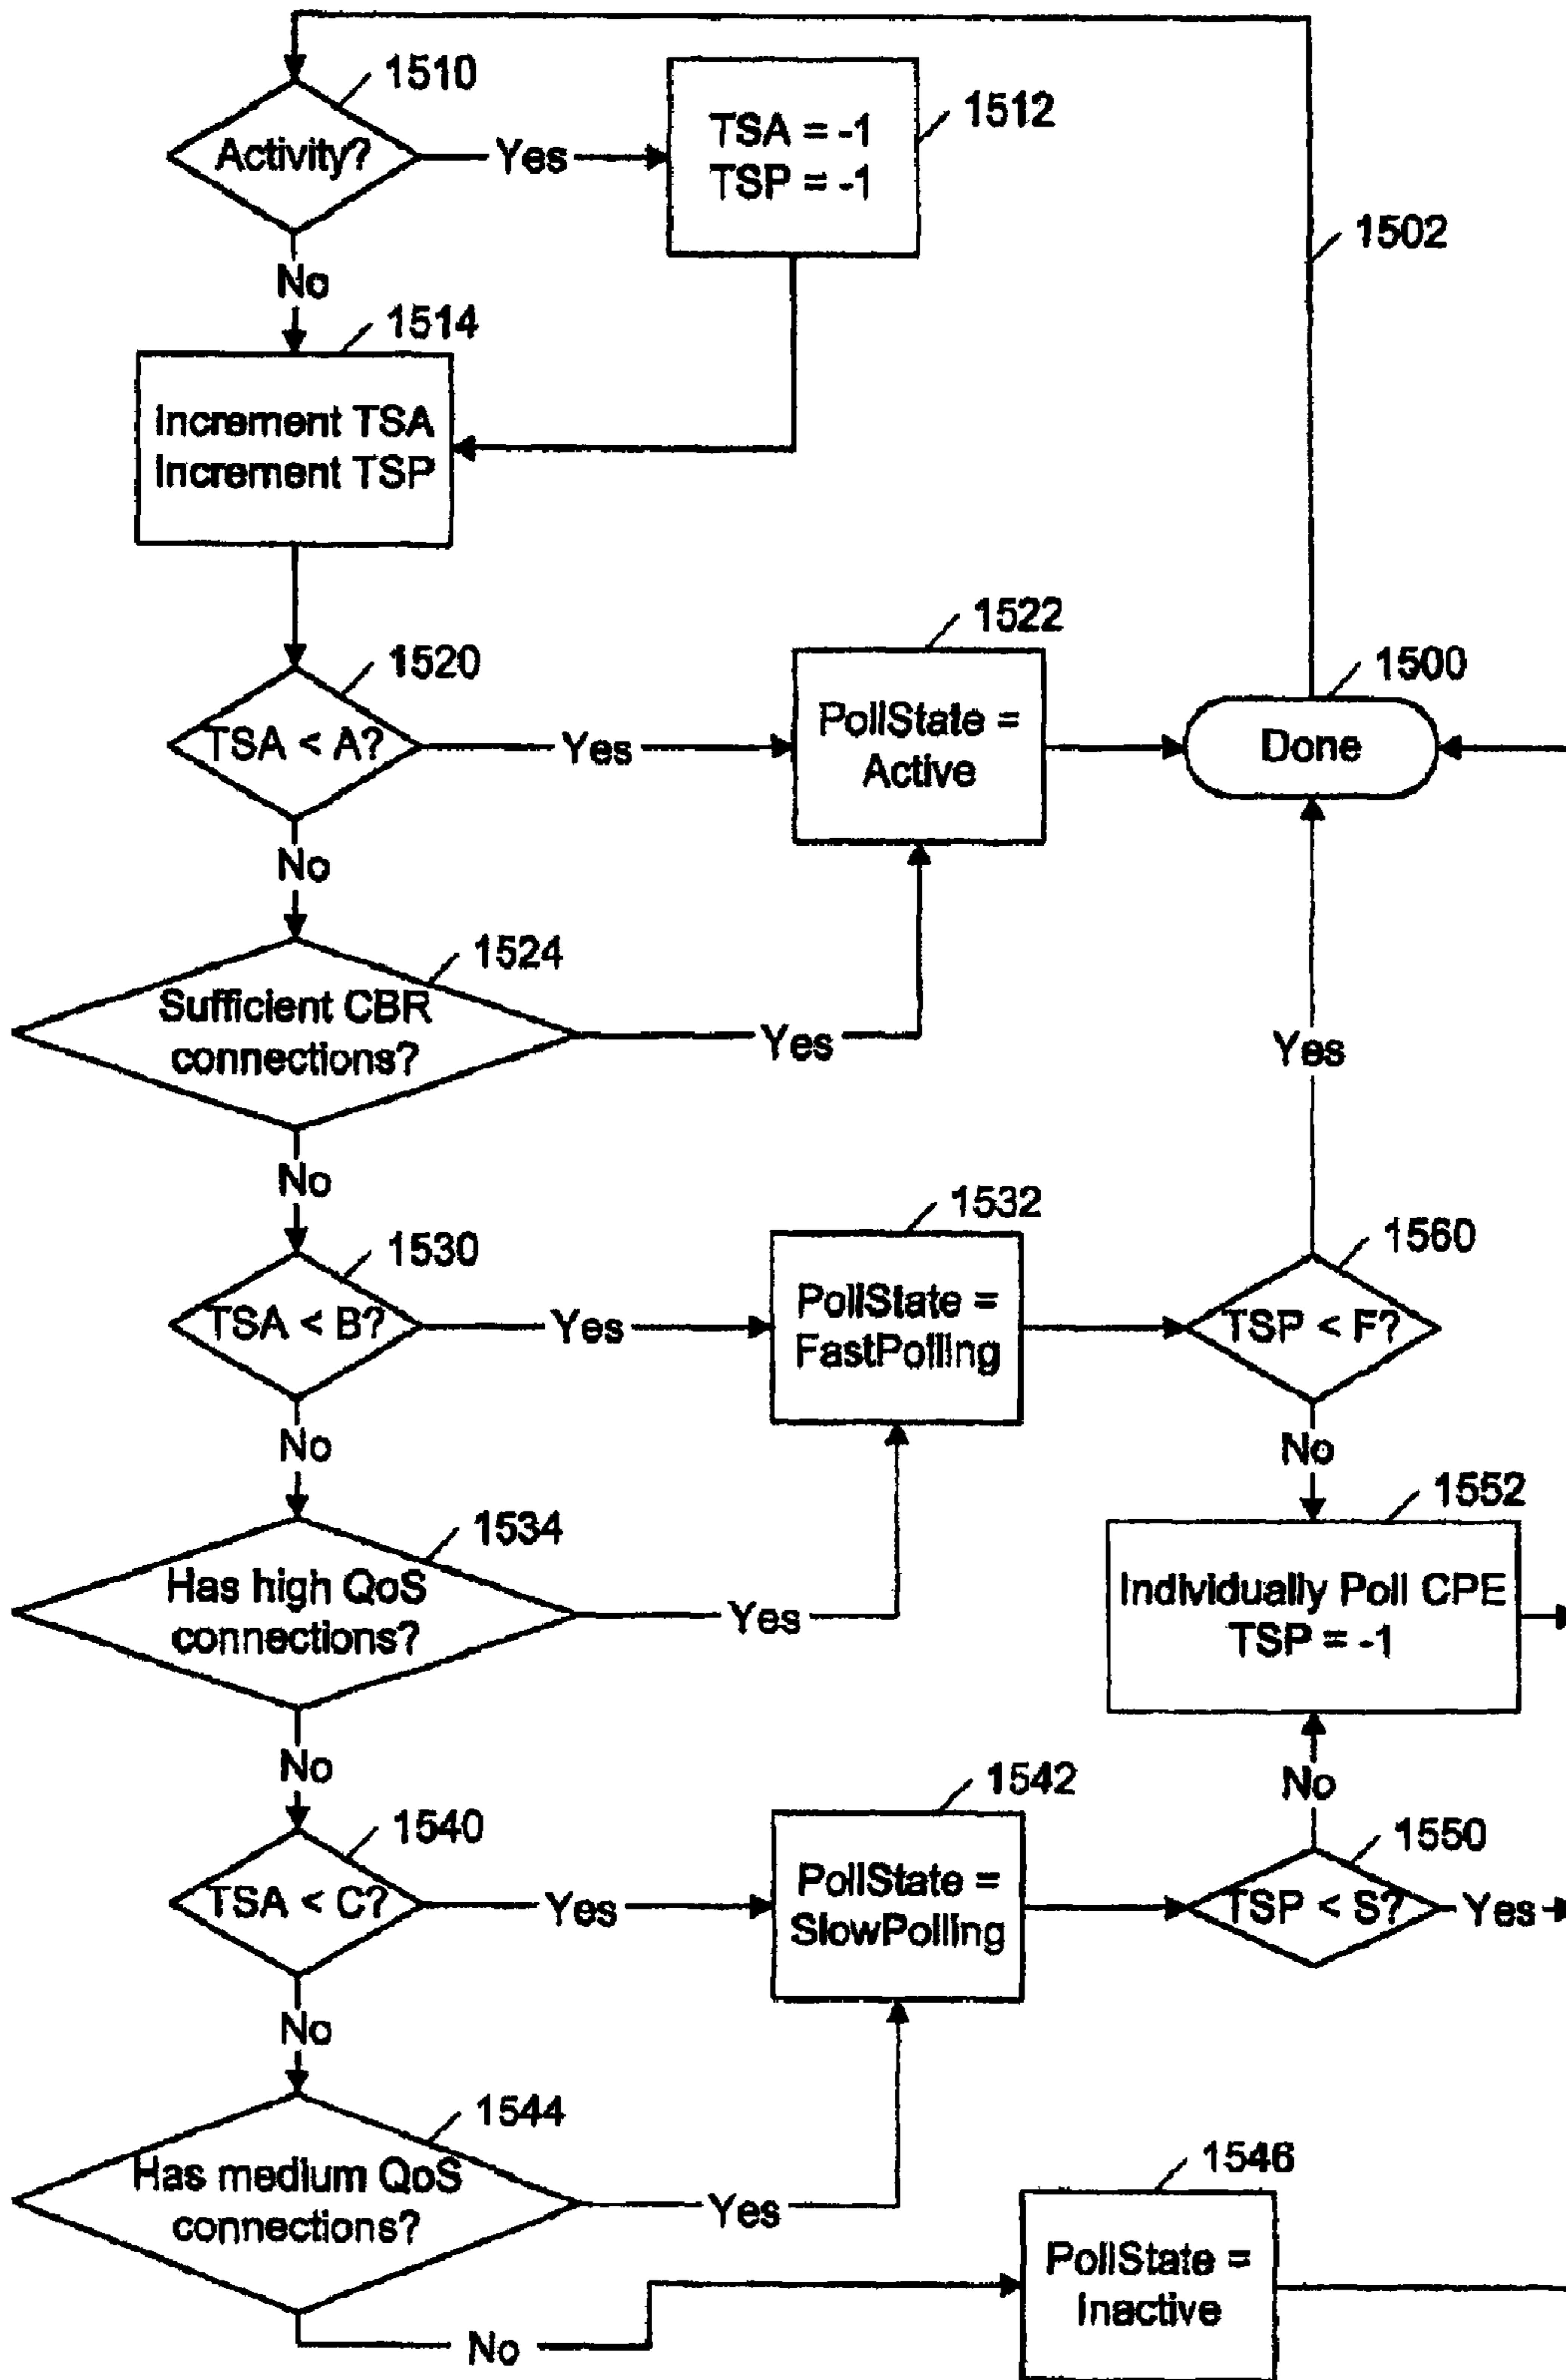 1510
Activity?
Yes
TSA = -1
TSP = -1
1512
1502
No
1514
Increment TSA
Increment TSP
1520
TSA < A?
Yes
1522
PollState =
Active
1500
Done
No
1524
Sufficient CBR
connections?
Yes
Yes
No
1530
TSA < B?
Yes
1532
PollState =
FastPolling
1560
TSP < F?
No
No
1534
Has high QoS
connections?
Yes
1552
Individually Poll CPE
TSP = -1
No
No
1540
TSA < C?
Yes
1542
PollState =
SlowPolling
1550
TSP < S?
Yes
No
1544
Has medium QoS
connections?
Yes
1546
PollState =
Inactive
No